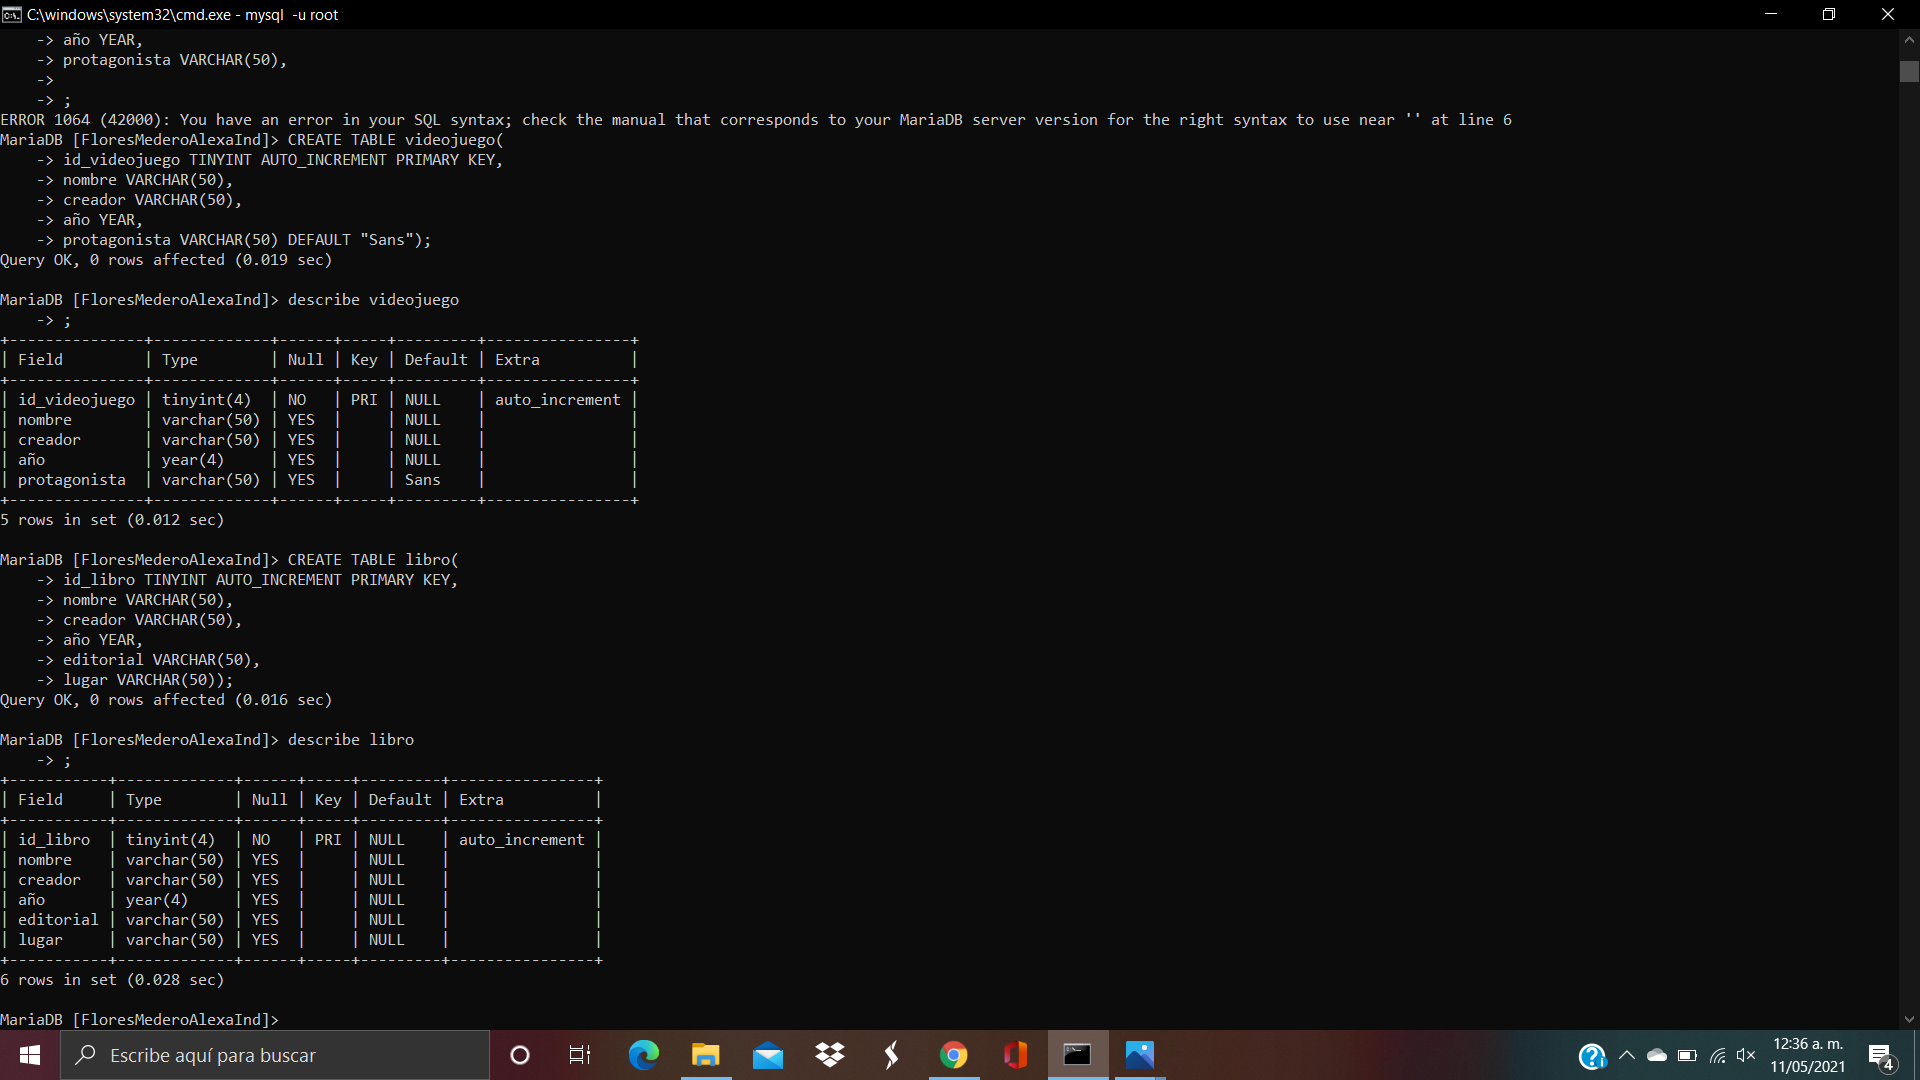 C:\windows\system32\cmd.exe - mysql  -u root
    -> año YEAR,
    -> protagonista VARCHAR(50),
    ->
    -> ;
ERROR 1064 (42000): You have an error in your SQL syntax; check the manual that corresponds to your MariaDB server version for the right syntax to use near '' at line 6
MariaDB [FloresMederoAlexaInd]> CREATE TABLE videojuego(
    -> id_videojuego TINYINT AUTO_INCREMENT PRIMARY KEY,
    -> nombre VARCHAR(50),
    -> creador VARCHAR(50),
    -> año YEAR,
    -> protagonista VARCHAR(50) DEFAULT "Sans");
Query OK, 0 rows affected (0.019 sec)

MariaDB [FloresMederoAlexaInd]> describe videojuego
    -> ;
+---------------+-------------+------+-----+---------+----------------+
| Field         | Type        | Null | Key | Default | Extra          |
+---------------+-------------+------+-----+---------+----------------+
| id_videojuego | tinyint(4)  | NO   | PRI | NULL    | auto_increment |
| nombre        | varchar(50) | YES  |     | NULL    |                |
| creador       | varchar(50) | YES  |     | NULL    |                |
| año           | year(4)     | YES  |     | NULL    |                |
| protagonista  | varchar(50) | YES  |     | Sans    |                |
+---------------+-------------+------+-----+---------+----------------+
5 rows in set (0.012 sec)

MariaDB [FloresMederoAlexaInd]> CREATE TABLE libro(
    -> id_libro TINYINT AUTO_INCREMENT PRIMARY KEY,
    -> nombre VARCHAR(50),
    -> creador VARCHAR(50),
    -> año YEAR,
    -> editorial VARCHAR(50),
    -> lugar VARCHAR(50));
Query OK, 0 rows affected (0.016 sec)

MariaDB [FloresMederoAlexaInd]> describe libro
    -> ;
+-----------+-------------+------+-----+---------+----------------+
| Field     | Type        | Null | Key | Default | Extra          |
+-----------+-------------+------+-----+---------+----------------+
| id_libro  | tinyint(4)  | NO   | PRI | NULL    | auto_increment |
| nombre    | varchar(50) | YES  |     | NULL    |                |
| creador   | varchar(50) | YES  |     | NULL    |                |
| año       | year(4)     | YES  |     | NULL    |                |
| editorial | varchar(50) | YES  |     | NULL    |                |
| lugar     | varchar(50) | YES  |     | NULL    |                |
+-----------+-------------+------+-----+---------+----------------+
6 rows in set (0.028 sec)

MariaDB [FloresMederoAlexaInd]>
Escribe aquí para buscar
12:36 a. m.
11/05/2021
4